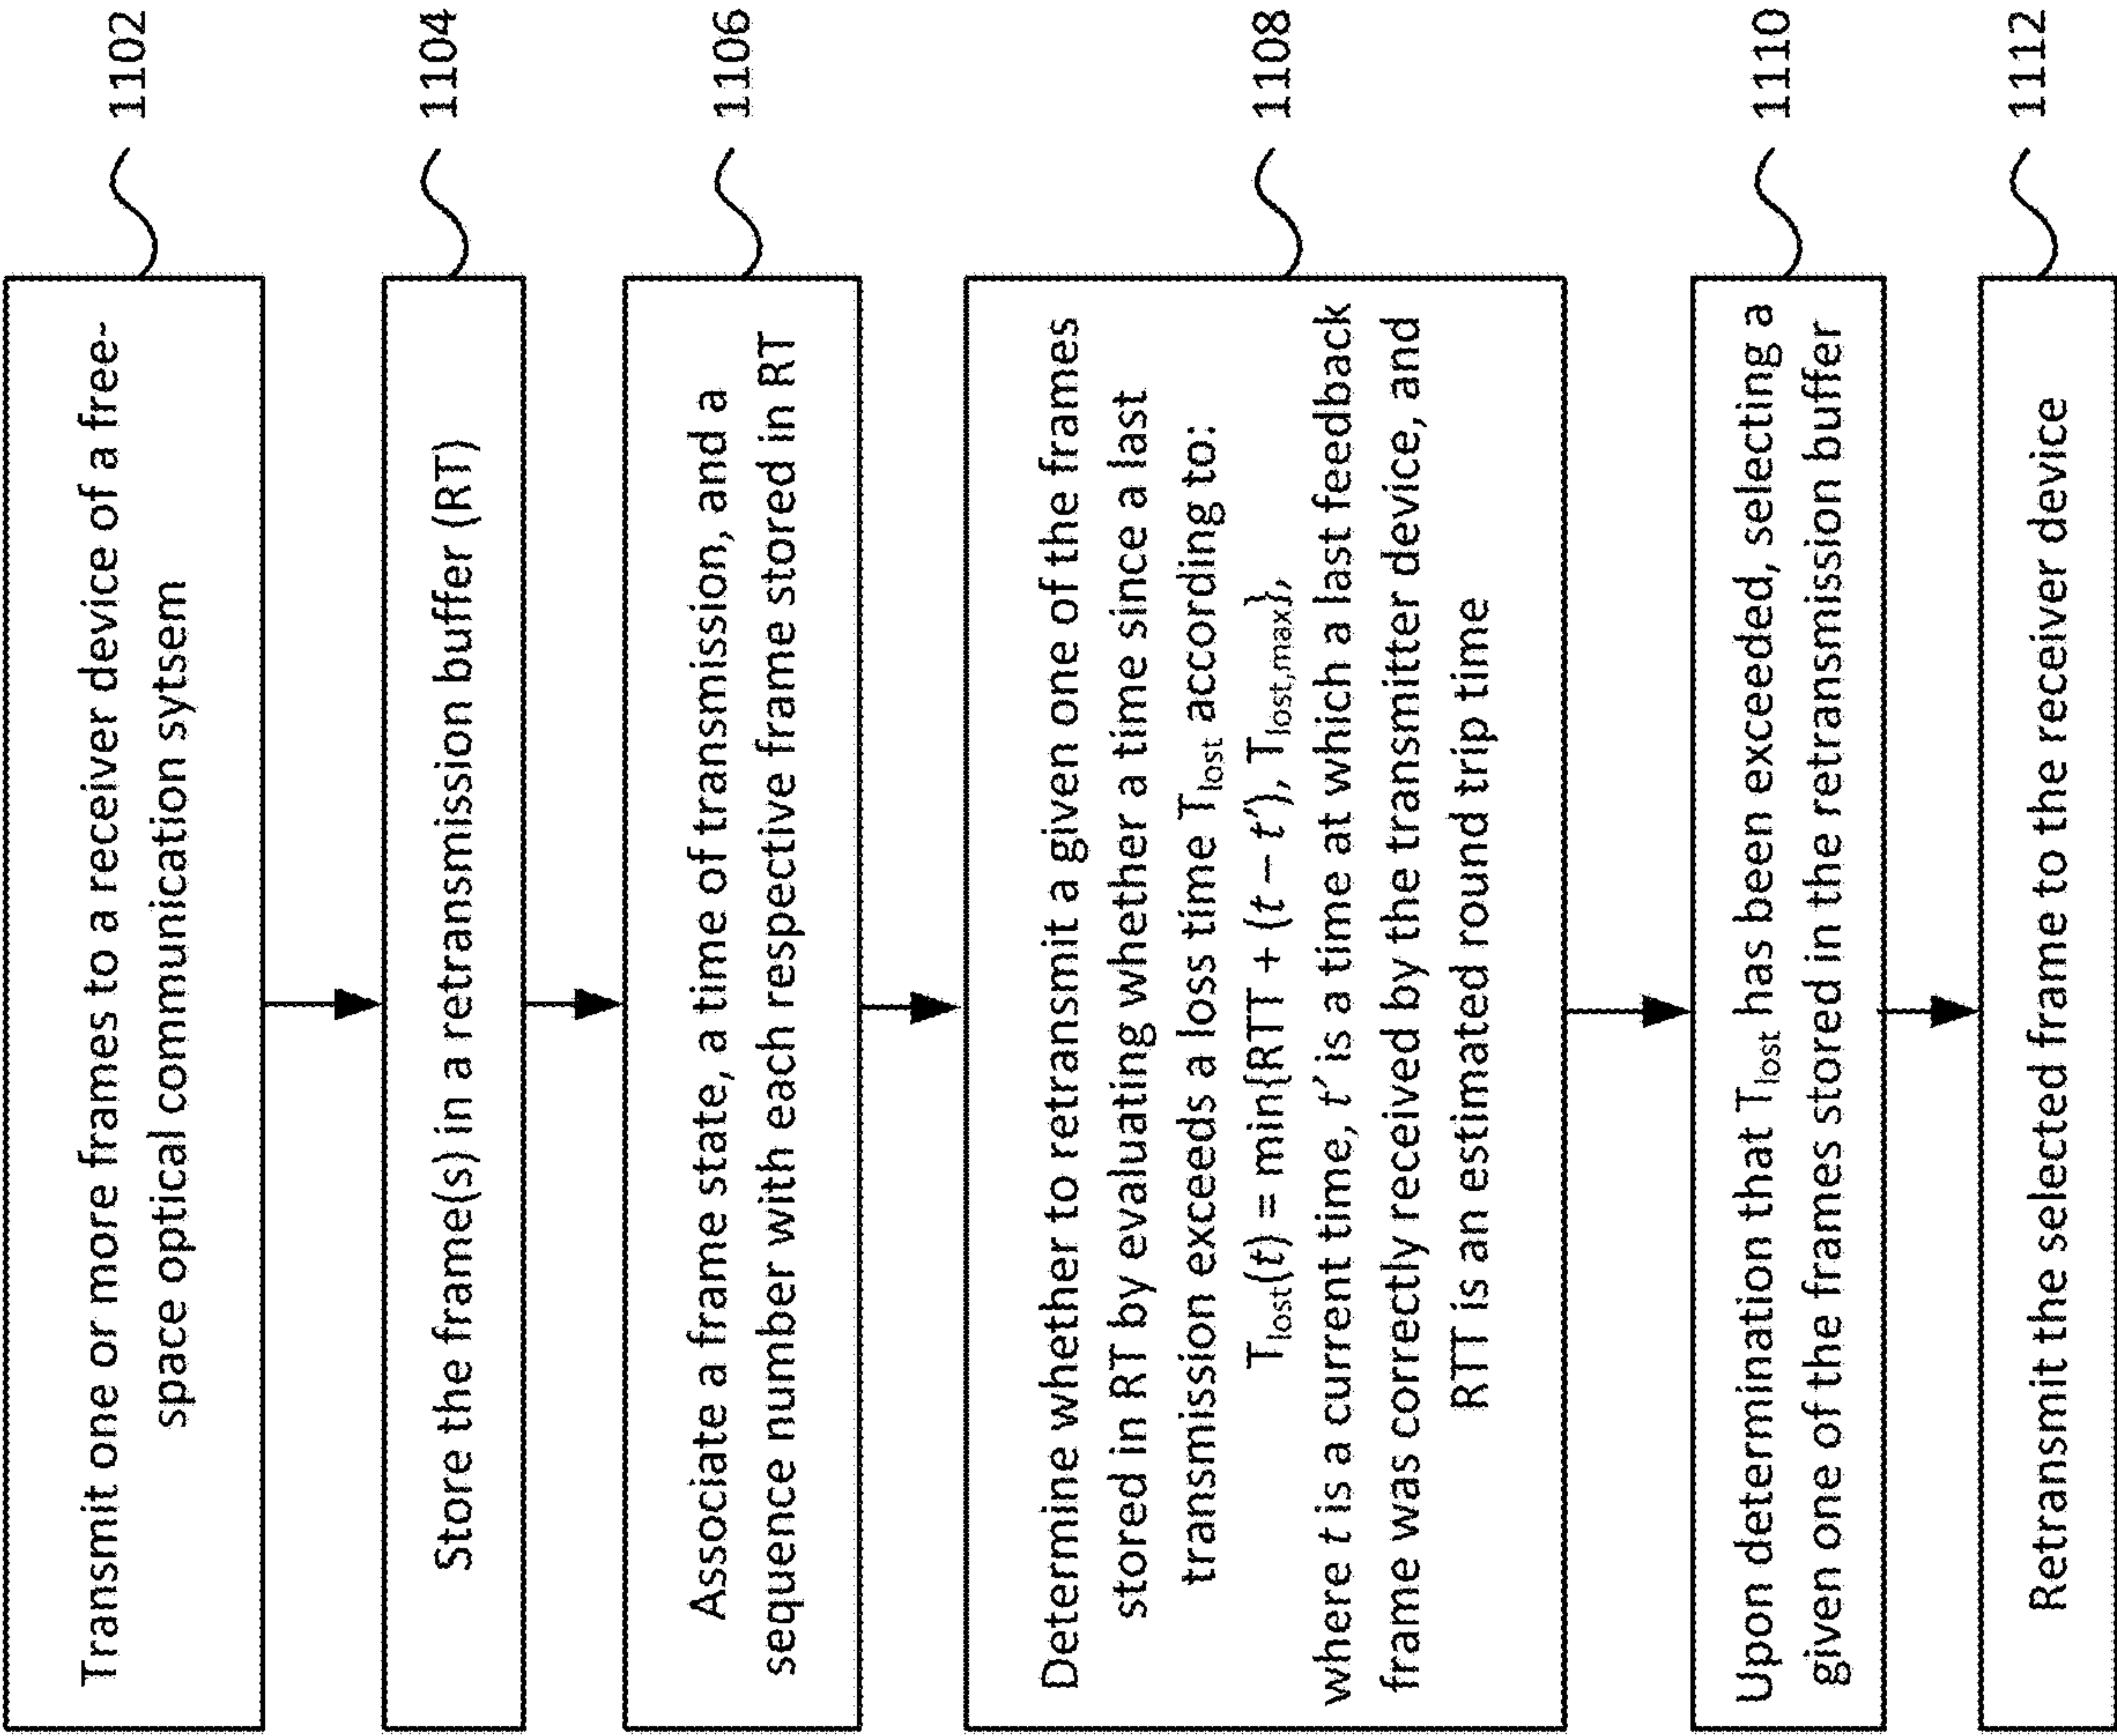 Transmit one or more frames to a receiver device of a free-
space optical communication sytsem
1102
Store the frame(s) in a retransmission buffer (RT)
1104
Associate a frame state, a time of transmission, and a
sequence number with each respective frame stored in RT
1106
Determine whether to retransmit a given one of the frames
stored in RT by evaluating whether a time since a last
transmission exceeds a loss time Tlost according to:
Tlost(t) = min{RTT + (t – t′), Tlost,max},
where t is a current time, t′ is a time at which a last feedback
frame was correctly received by the transmitter device, and
RTT is an estimated round trip time
1108
Upon determination that Tlost has been exceeded, selecting a
given one of the frames stored in the retransmission buffer
1110
Retransmit the selected frame to the receiver device
1112